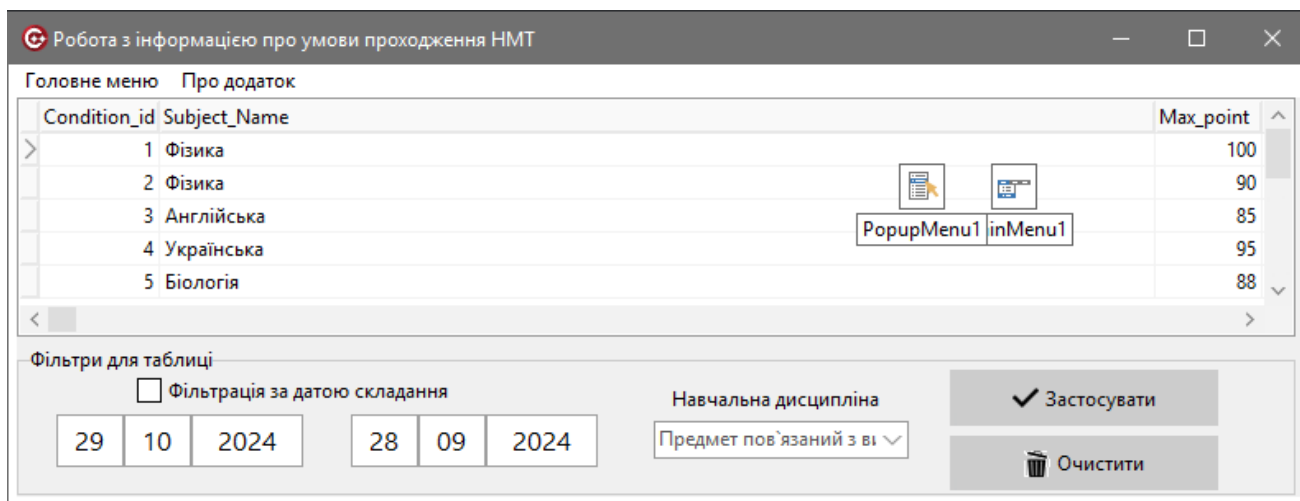 Робота з інформацією про умови проходження НМТ
Головне меню Про додаток
Condition_id Subject_Name Max_point
1 Фізика 100
2 Фізика 90
3 Англійська 85
PopupMenu1 inMenu1
4 Українська 95
5 Біологія 88
Фільтри для таблиці
Фільтрація за датою складання
Навчальна дисципліна
Застосувати
29 10 2024 28 09 2024
Предмет пов`язаний з ви
Очистити